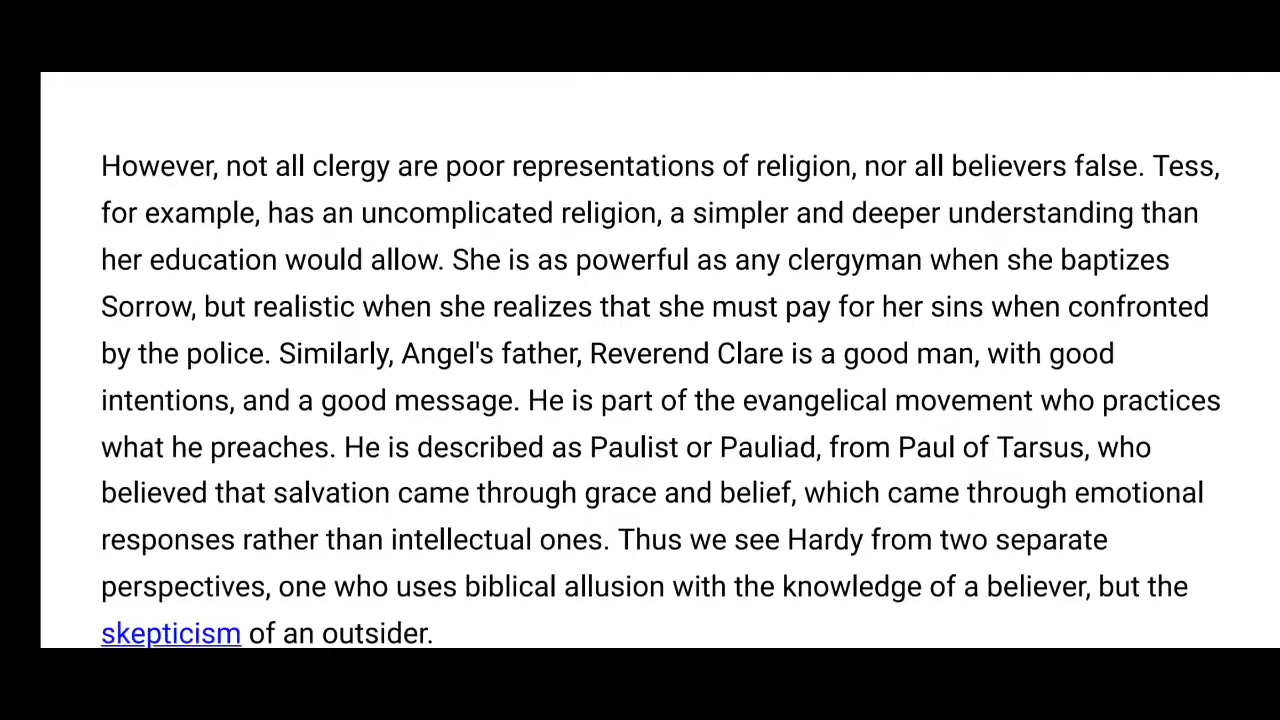 However, not all clergy are poor representations of religion, nor all believers false. Tess,
for example, has an uncomplicated religion, a simpler and deeper understanding than
her education would allow. She is as powerful as any clergyman when she baptizes
Sorrow, but realistic when she realizes that she must pay for her sins when confronted
by the police. Similarly, Angel's father, Reverend Clare is a good man, with good
intentions, and a good message. He is part of the evangelical movement who practices
what he preaches. He is described as Paulist or Pauliad, from Paul of Tarsus, who
believed that salvation came through grace and belief, which came through emotional
responses rather than intellectual ones. Thus we see Hardy from two separate
perspectives, one who uses biblical allusion with the knowledge of a believer, but the
skepticism of an outsider.